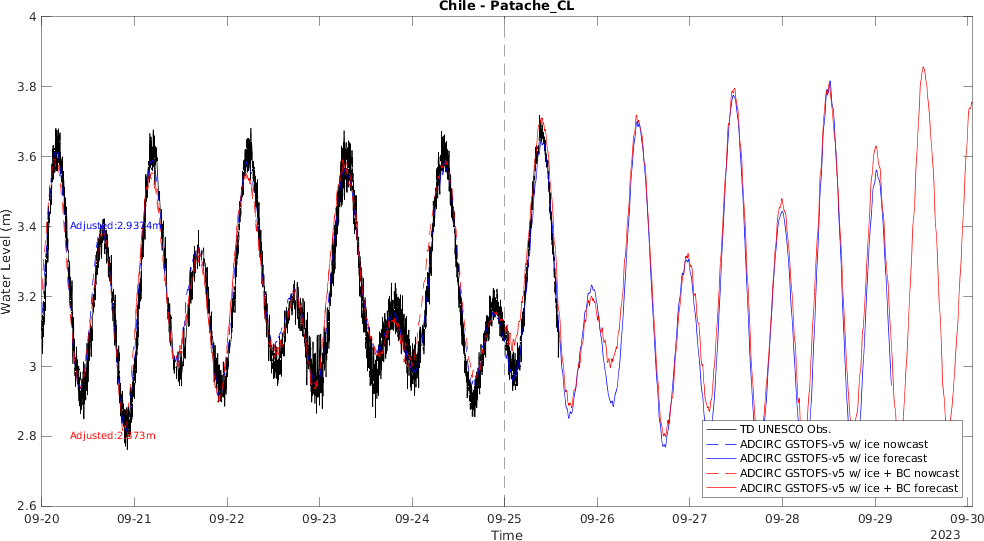 Chile - Patache_CL
Water Level (m)
4
3.8
3.6
3.4
3.2
3
2.8
2.6
Adjusted:2.9374m
Adjusted:2.873m
TD UNESCO Obs.
ADCIRC GSTOFS-v5 w/ ice nowcast
ADCIRC GSTOFS-v5 w/ ice forecast
ADCIRC GSTOFS-v5 w/ ice + BC nowcast
ADCIRC GSTOFS-v5 w/ ice + BC forecast
09-20 09-21 09-22 09-23 09-24 09-25 09-26 09-27 09-28 09-29 09-30
Time
2023